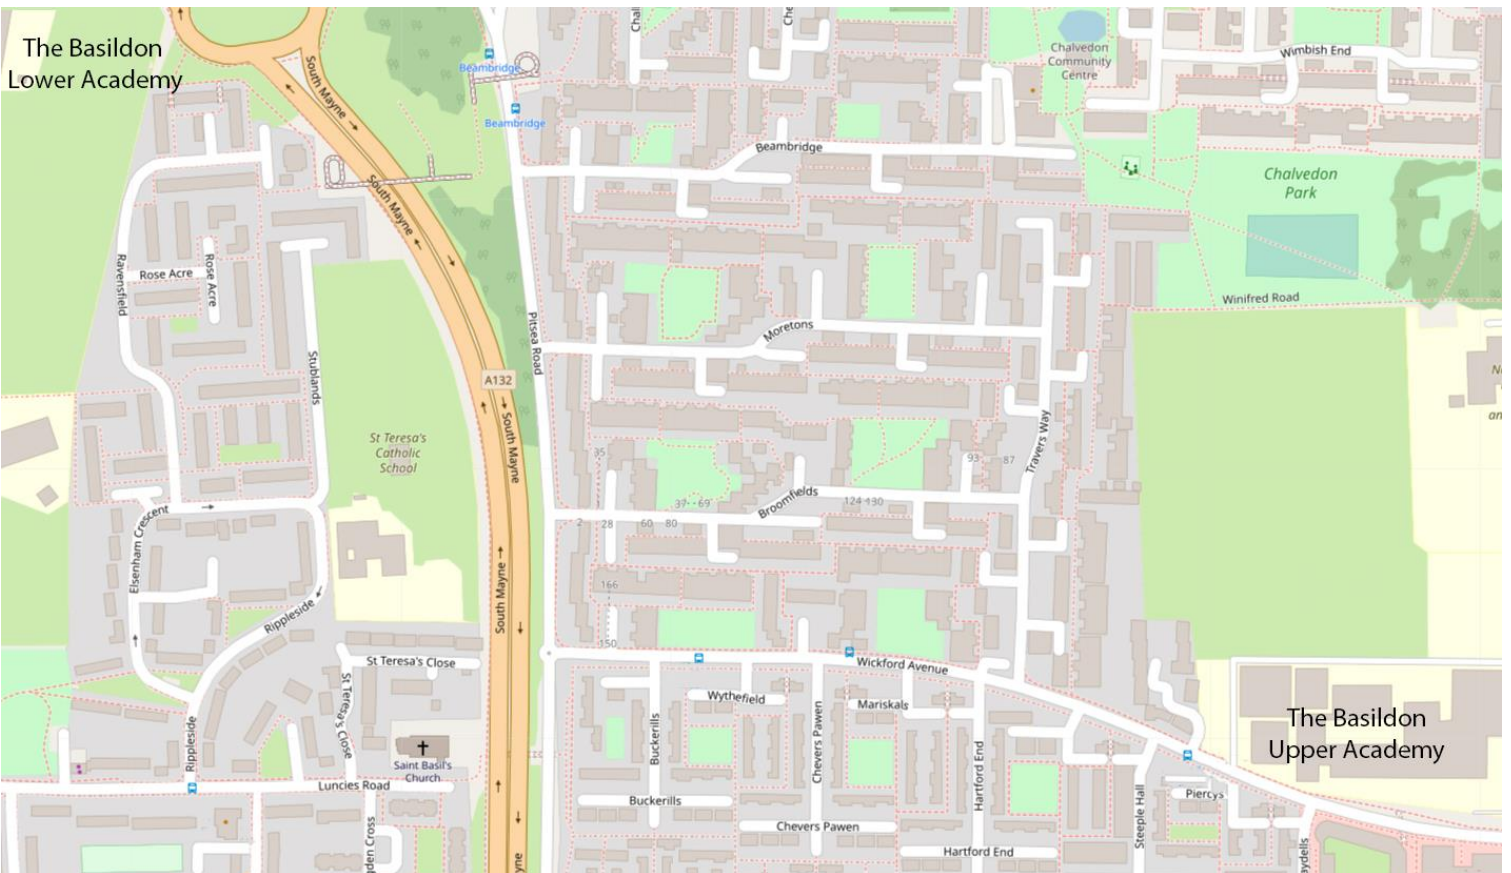 The Basildon
Lower Academy
South Mayne
Beambridge
Beambridge
Chalvedon
Community
Centre
Wimbish End
Beambridge
Chalvedon
Park
South Mayne
Ravensfield
Rose Acre
Rose Acre
Winifred Road
Pitsea Road
Moretons
Stublands
A132
St Teresa's
Catholic
School
South Mayne
Travers Way
35
93
87
37
69
124-130
Broomfields
2
28
60
80
Elsenham Crescent
South Mayne
166
150
Rippleside
St Teresa's Close
Wickford Avenue
St Teresa's Close
Wythefield
Mariskals
The Basildon
Upper Academy
Rippleside
Buckerills
Chevers Pawen
Hartford End
Saint Basil's
Church
Luncies Road
Buckerills
Piercys
Steeple Hall
Chevers Pawen
Hartford End